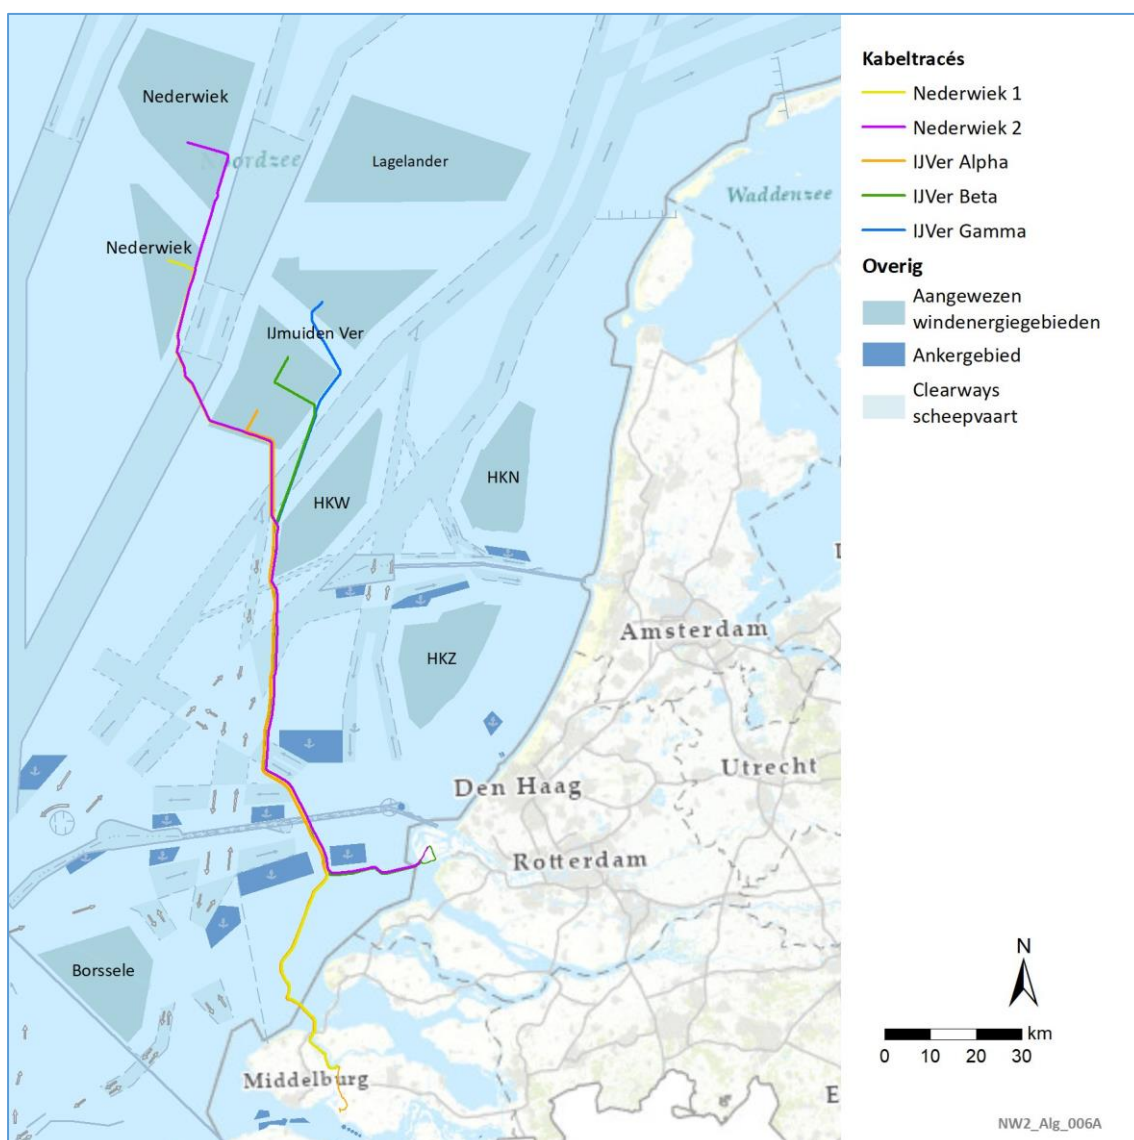 Nederwiek
Noordzee
Lagelander
Waddenzee
Nederwiek
IJmuiden Ver
HKW
HKN
Amsterdam
HKZ
Utrecht
Den Haag
Rotterdam
Borssele
Middelburg
Kabeltracés
Nederwiek 1
Nederwiek 2
IJVer Alpha
IJVer Beta
IJVer Gamma
Overig
Aangewezen
windenergiegebieden
Ankergebied
Clearways
scheepvaart
N
km
0 10 20 30
NW2_Alg_006A